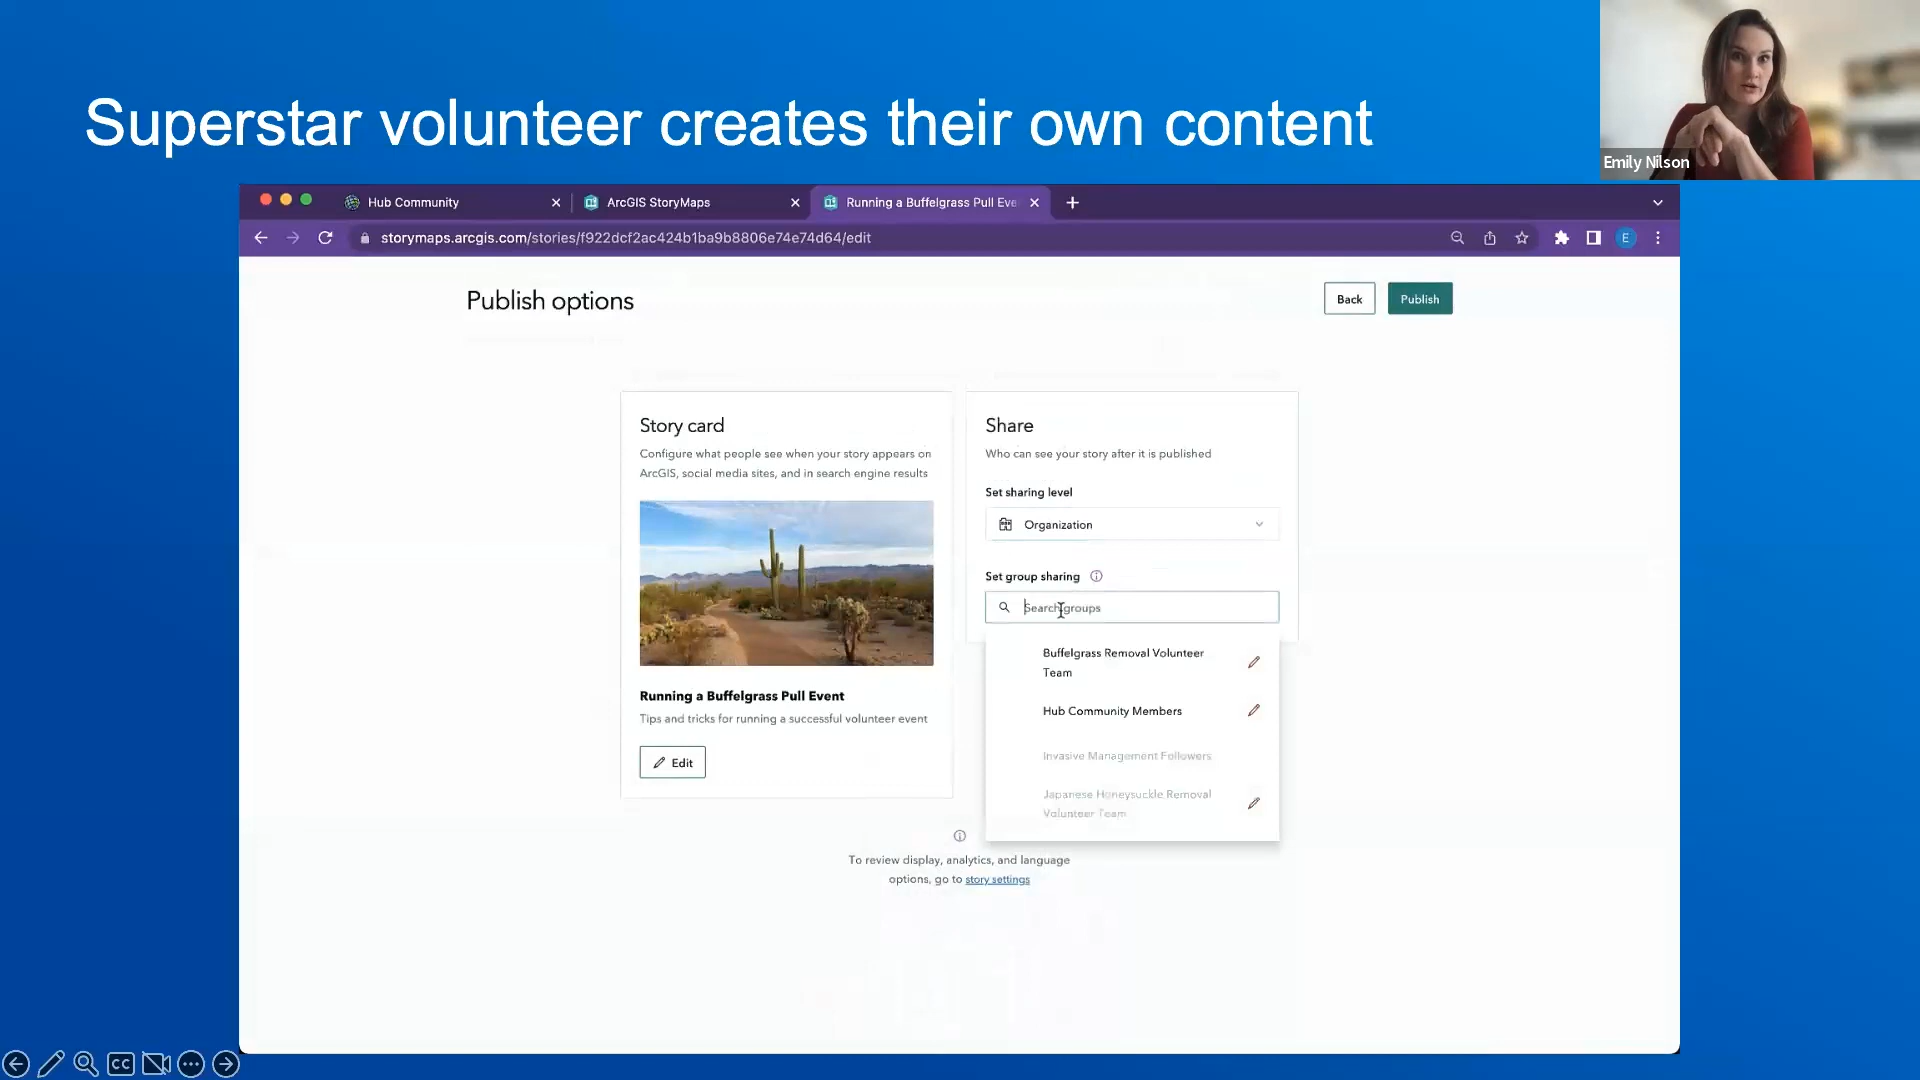 Superstar volunteer creates their own content
Emily Nilson
Hub Community
ArcGIS StoryMaps
Running a Buffelgrass Pull Eve
storymaps.arcgis.com/stories/f922dcf2ac424b1ba9b8806e74e74d64/edit
E
Publish options
Back
Publish
Story card
Configure what people see when your story appears on
ArcGIS, social media sites, and in search engine results
Running a Buffelgrass Pull Event
Tips and tricks for running a successful volunteer event
Edit
Share
Who can see your story after it is published
Set sharing level
Organization
Set group sharing
Search groups
Buffelgrass Removal Volunteer
Team
Hub Community Members
Invasive Management Followers
Japanese Honeysuckle Removal
Volunteer Team
To review display, analytics, and language
options, go to story settings
CC